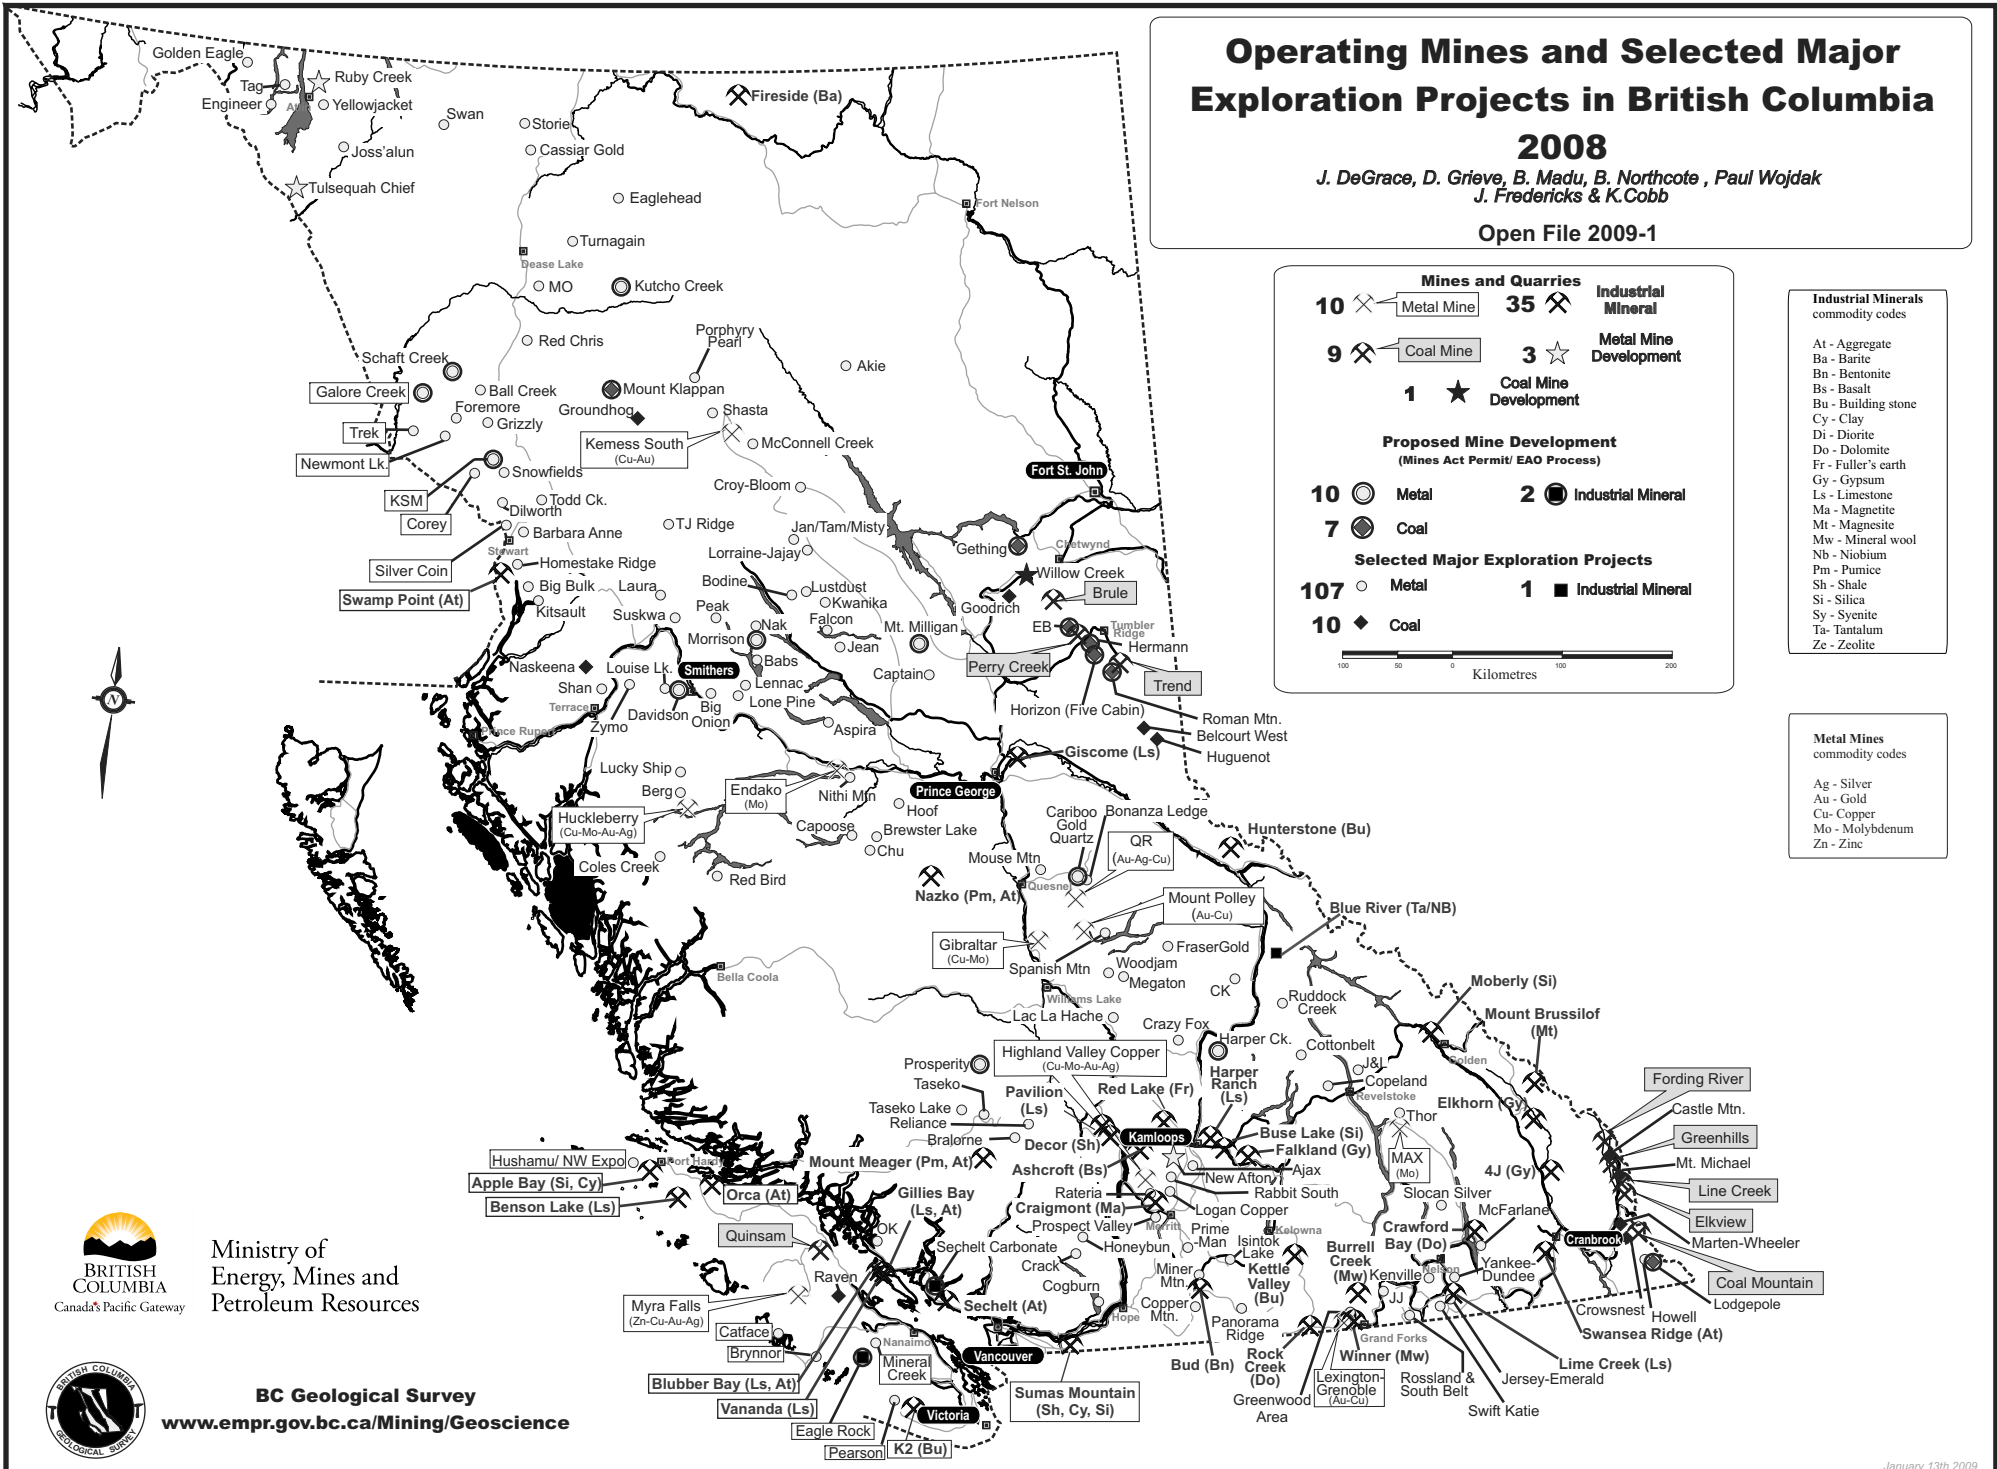 Operating Mines and Selected Major
Exploration Projects in British Columbia
2008
J. DeGrace, D. Grieve, B. Madu, B. Northcote , Paul Wojdak
J. Fredericks & K.Cobb
Open File 2009-1
Mines and Quarries
10 Metal Mine
35 Industrial
Mineral
9 Coal Mine
3 Metal Mine
Development
1 Coal Mine
Development
Proposed Mine Development
(Mines Act Permit/ EAO Process)
10 Metal
2 Industrial Mineral
7 Coal
Selected Major Exploration Projects
107 Metal
1 Industrial Mineral
10 Coal
100 50 0 100 200
Kilometres
Industrial Minerals
commodity codes
At - Aggregate
Ba - Barite
Bn - Bentonite
Bs - Basalt
Bu - Building stone
Cy - Clay
Di - Diorite
Do - Dolomite
Fr - Fuller's earth
Gy - Gypsum
Ls - Limestone
Ma - Magnetite
Mt - Magnesite
Mw - Mineral wool
Nb - Niobium
Pm - Pumice
Sh - Shale
Si - Silica
Sy - Syenite
Ta- Tantalum
Ze - Zeolite
Metal Mines
commodity codes
Ag - Silver
Au - Gold
Cu- Copper
Mo - Molybdenum
Zn - Zinc
Golden Eagle
Tag
Ruby Creek
Engineer
Yellowjacket
Joss'alun
Tulsequah Chief
Swan
Storie
Cassiar Gold
Fireside (Ba)
Eaglehead
Fort Nelson
Turnagain
Dease Lake
MO
Kutcho Creek
Red Chris
Porphyry
Pearl
Akie
Schaft Creek
Galore Creek
Ball Creek
Mount Klappan
Foremore
Groundhog
Shasta
Trek
Grizzly
Kemess South
(Cu-Au)
McConnell Creek
Newmont Lk.
Snowfields
KSM
Croy-Bloom
Fort St. John
Corey
Todd Ck.
Dilworth
TJ Ridge
Jan/Tam/Misty
Barbara Anne
Stewart
Lorraine-Jajay
Gething
Chetwynd
Silver Coin
Homestake Ridge
Willow Creek
Swamp Point (At)
Big Bulk
Laura
Bodine
Lustdust
Brule
Kitsault
Kwanika
Goodrich
Suskwa
Peak
Falcon
Nak
Mt. Milligan
EB
Tumbler
Ridge
Morrison
Jean
Hermann
Naskeena
Louise Lk.
Smithers
Babs
Perry Creek
Captain
Trend
Shan
Lennac
Terrace
Zymo
Davidson
Big
Onion
Lone Pine
Horizon (Five Cabin)
Prince Rupert
Aspira
Roman Mtn.
Belcourt West
Huguenot
Giscome (Ls)
Lucky Ship
Berg
Endako
(Mo)
Nithi Mtn
Prince George
Huckleberry
(Cu-Mo-Au-Ag)
Hoof
Capoose
Brewster Lake
Chu
Coles Creek
Red Bird
Cariboo
Gold
Quartz
Bonanza Ledge
QR
(Au-Ag-Cu)
Hunterstone (Bu)
Mouse Mtn
Quesnel
Nazko (Pm, At)
Mount Polley
(Au-Cu)
Blue River (Ta/NB)
Gibraltar
(Cu-Mo)
FraserGold
Spanish Mtn
Woodjam
Megaton
Bella Coola
CK
Williams Lake
Ruddock
Creek
Lac La Hache
Moberly (Si)
Mount Brussilof
(Mt)
Crazy Fox
Highland Valley Copper
(Cu-Mo-Au-Ag)
Harper Ck.
Cottonbelt
Golden
Prosperity
J&L
Taseko
Pavilion
(Ls)
Red Lake (Fr)
Harper
Ranch
(Ls)
Copeland
Revelstoke
Fording River
Taseko Lake
Reliance
Thor
Elkhorn (Gy)
Castle Mtn.
Bralorne
Decor (Sh)
Kamloops
Buse Lake (Si)
Greenhills
Falkland (Gy)
Hushamu/ NW Expo
Port Hardy
Mount Meager (Pm, At)
Ashcroft (Bs)
Ajax
MAX
(Mo)
4J (Gy)
Mt. Michael
Apple Bay (Si, Cy)
New Afton
Orca (At)
Gillies Bay
(Ls, At)
Rateria
Rabbit South
Slocan Silver
Line Creek
Benson Lake (Ls)
Craigmont (Ma)
Logan Copper
McFarlane
Elkview
OK
Prospect Valley
Merritt
Prime
-Man
Kelowna
Crawford
Bay (Do)
Cranbrook
Quinsam
Sechelt Carbonate
Honeybun
Isintok
Lake
Marten-Wheeler
Crack
Burrell
Creek
(Mw)
Raven
Cogburn
Miner
Mtn.
Kettle
Valley
(Bu)
Kenville
Nelson
Yankee-
Dundee
Coal Mountain
Myra Falls
(Zn-Cu-Au-Ag)
Sechelt (At)
Copper
Mtn.
JJ
Lodgepole
Hope
Panorama
Ridge
Crowsnest
Howell
Catface
Nanaimo
Grand Forks
Swansea Ridge (At)
Brynnor
Vancouver
Winner (Mw)
Mineral
Creek
Bud (Bn)
Rock
Creek
(Do)
Lime Creek (Ls)
Blubber Bay (Ls, At)
Lexington-
Grenoble
(Au-Cu)
Rossland &
South Belt
Jersey-Emerald
Sumas Mountain
(Sh, Cy, Si)
Greenwood
Area
Vananda (Ls)
Swift Katie
Victoria
Eagle Rock
Pearson
K2 (Bu)
N
BRITISH
COLUMBIA
Canada's Pacific Gateway
Ministry of
Energy, Mines and
Petroleum Resources
BRITISH COLUMBIA
GEOLOGICAL SURVEY
BC Geological Survey
www.empr.gov.bc.ca/Mining/Geoscience
January 13th 2009